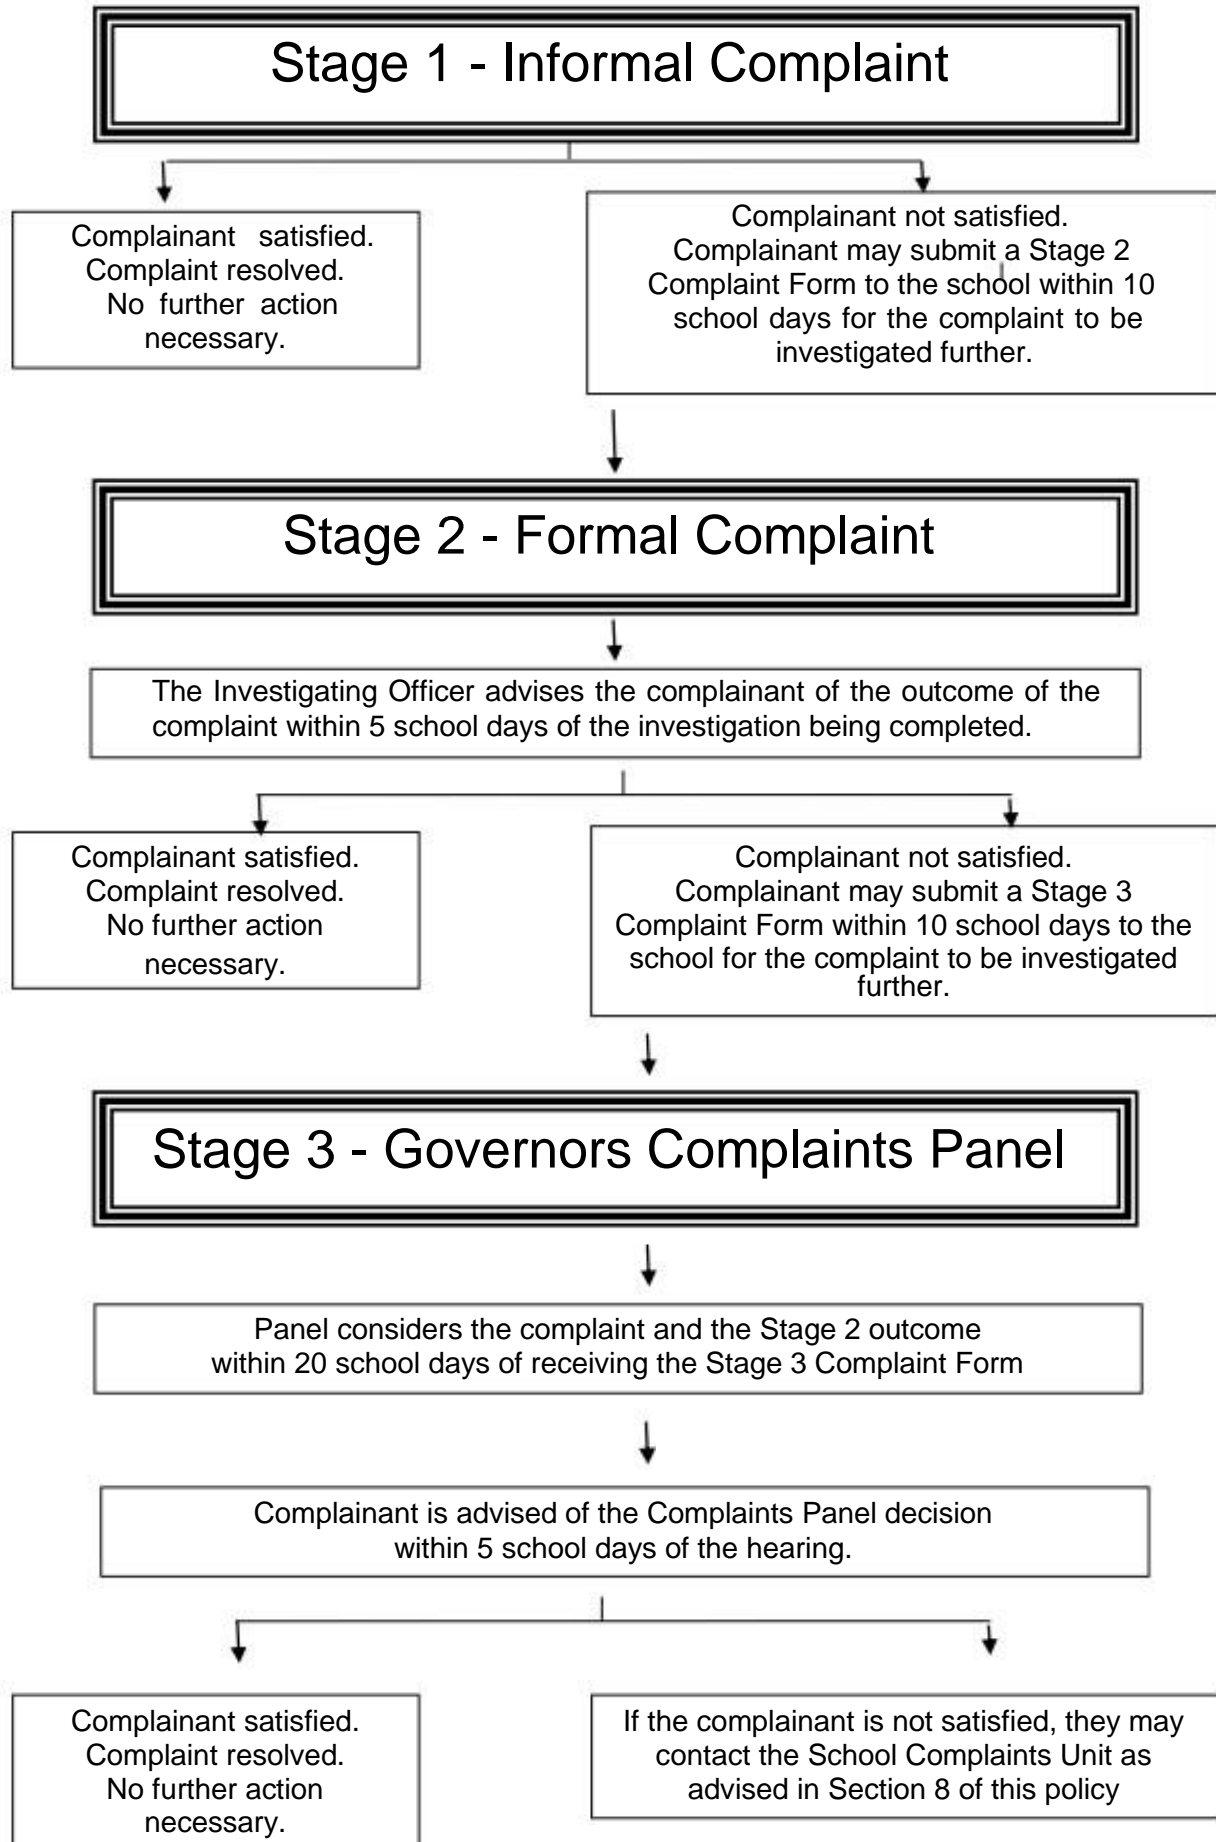 Stage 1 - Informal Complaint
Complainant satisfied.
Complaint resolved.
No further action
necessary.
Complainant not satisfied.
Complainant may submit a Stage 2
Complaint Form to the school within 10
school days for the complaint to be
investigated further.
Stage 2 - Formal Complaint
The Investigating Officer advises the complainant of the outcome of the
complaint within 5 school days of the investigation being completed.
Complainant satisfied.
Complaint resolved.
No further action
necessary.
Complainant not satisfied.
Complainant may submit a Stage 3
Complaint Form within 10 school days to the
school for the complaint to be investigated
further.
Stage 3 - Governors Complaints Panel
Panel considers the complaint and the Stage 2 outcome
within 20 school days of receiving the Stage 3 Complaint Form
Complainant is advised of the Complaints Panel decision
within 5 school days of the hearing.
Complainant satisfied.
Complaint resolved.
No further action
necessary.
If the complainant is not satisfied, they may
contact the School Complaints Unit as
advised in Section 8 of this policy